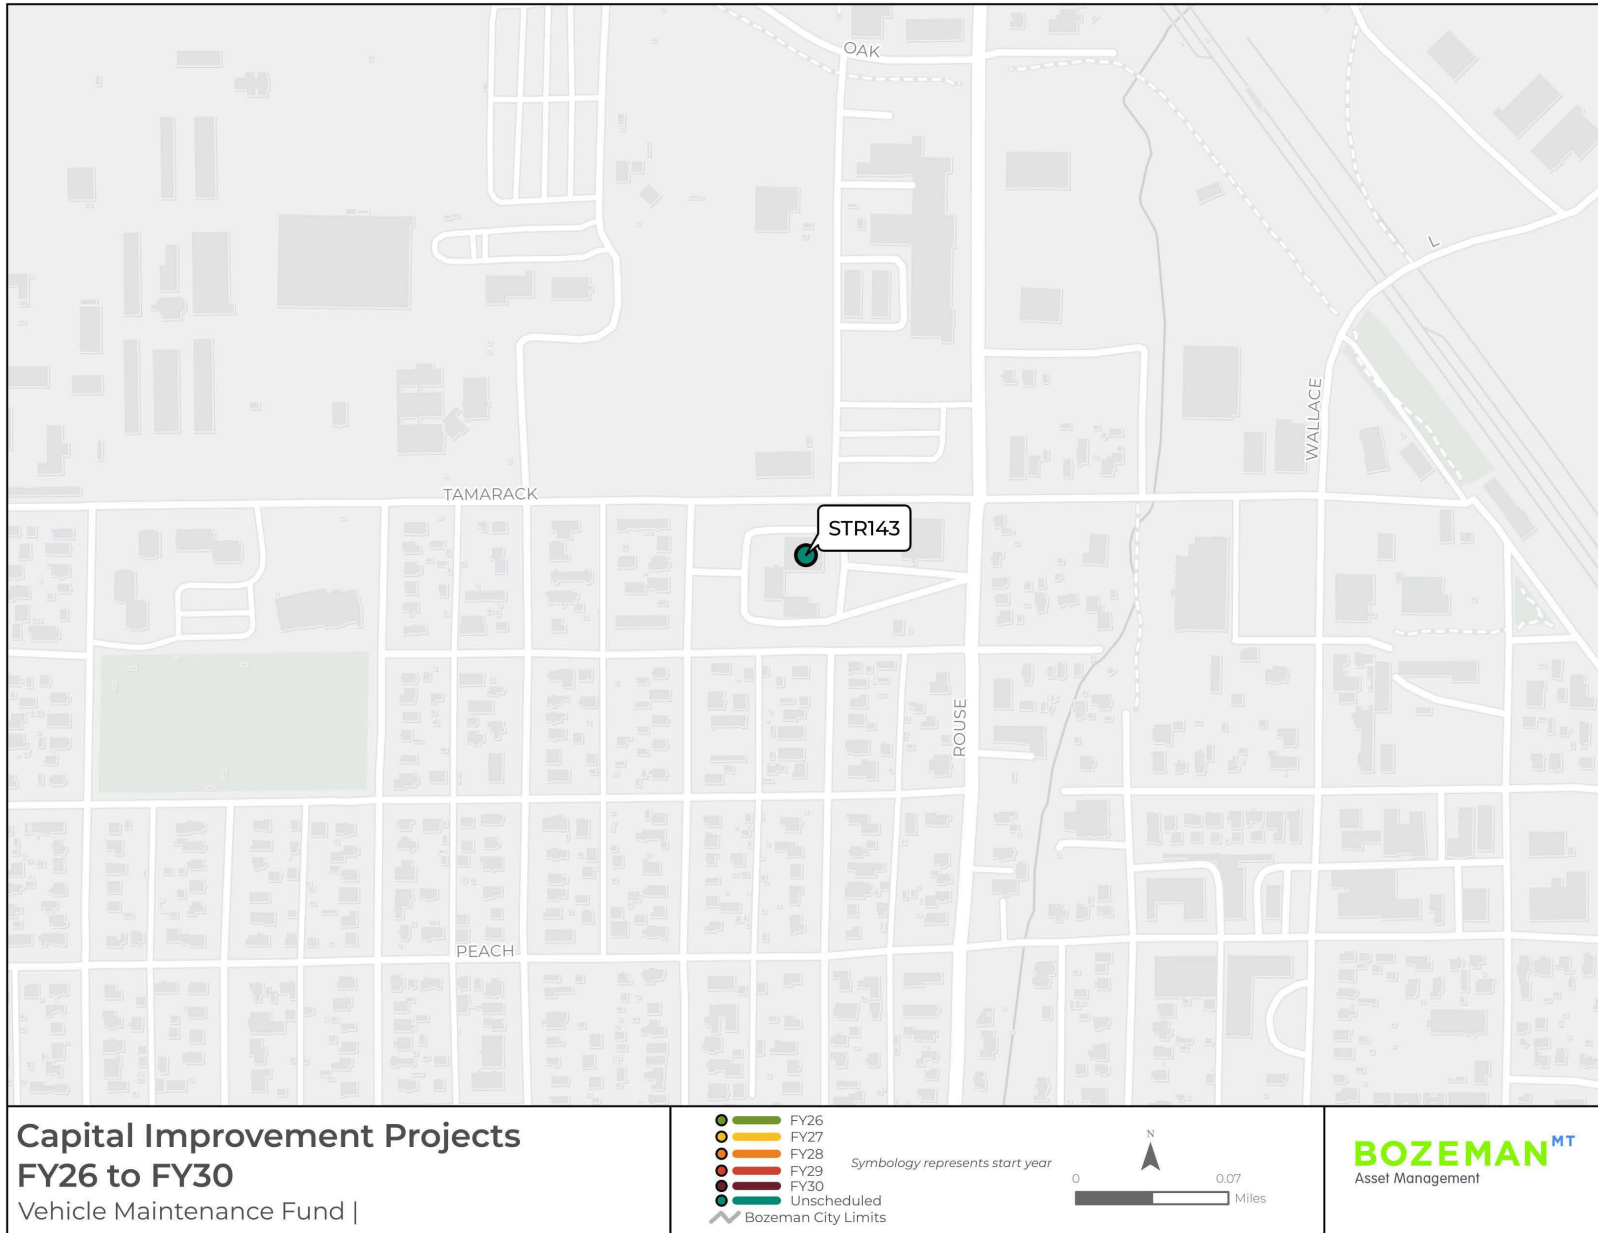 OAK
L
WALLACE
TAMARACK
STR143
ROUSE
PEACH
Capital Improvement Projects
FY26 to FY30
Vehicle Maintenance Fund |
FY26
FY27
FY28
FY29
FY30
Unscheduled
Bozeman City Limits
Symbology represents start year
N
0 0.07
Miles
BOZEMAN MT
Asset Management